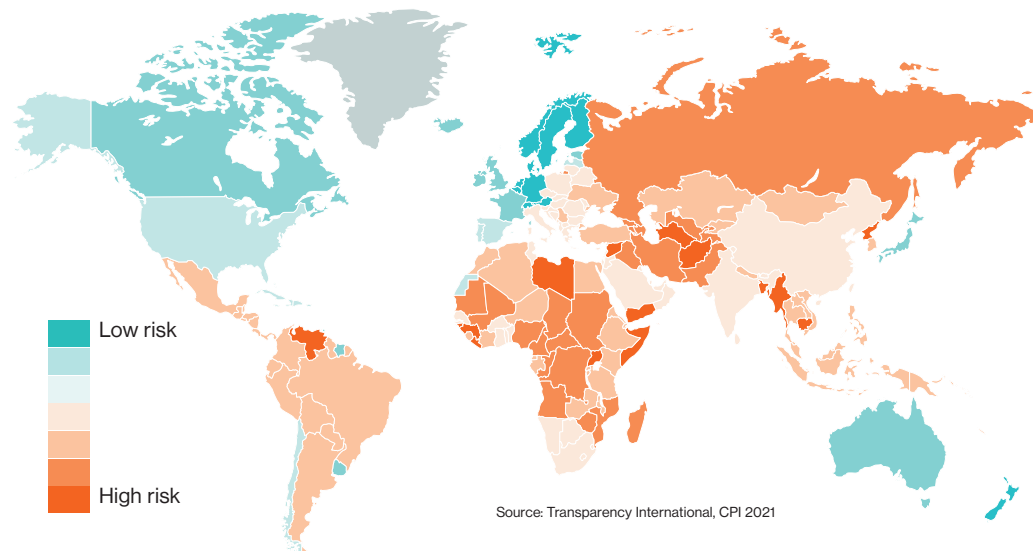 Low risk
High risk
Source: Transparency International, CPI 2021